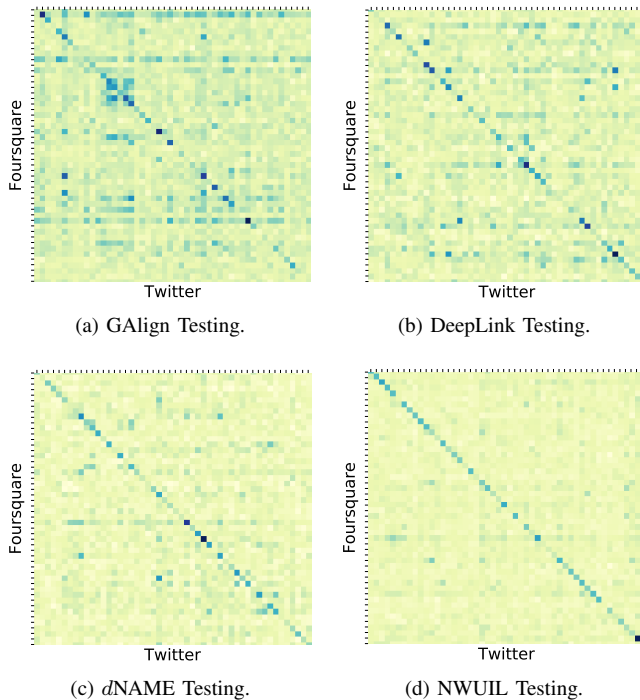 Foursquare
Twitter
(a) GAlign Testing.
Foursquare
Twitter
(b) DeepLink Testing.
Foursquare
Twitter
(c) dNAME Testing.
Foursquare
Twitter
(d) NWUIL Testing.